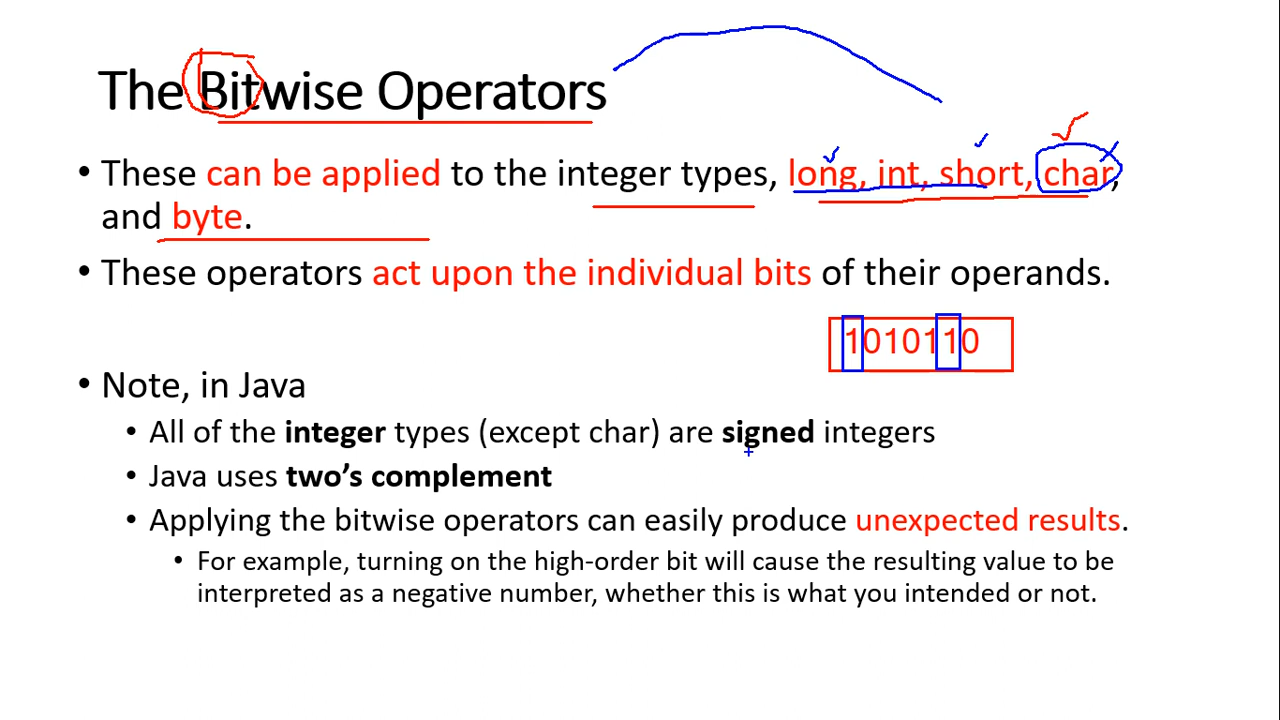 The Bitwise Operators
• These can be applied to the integer types, long, int, short, char,
and byte.
• These operators act upon the individual bits of their operands.
10101110
• Note, in Java
• All of the integer types (except char) are signed integers
• Java uses two’s complement
• Applying the bitwise operators can easily produce unexpected results.
• For example, turning on the high-order bit will cause the resulting value to be
interpreted as a negative number, whether this is what you intended or not.